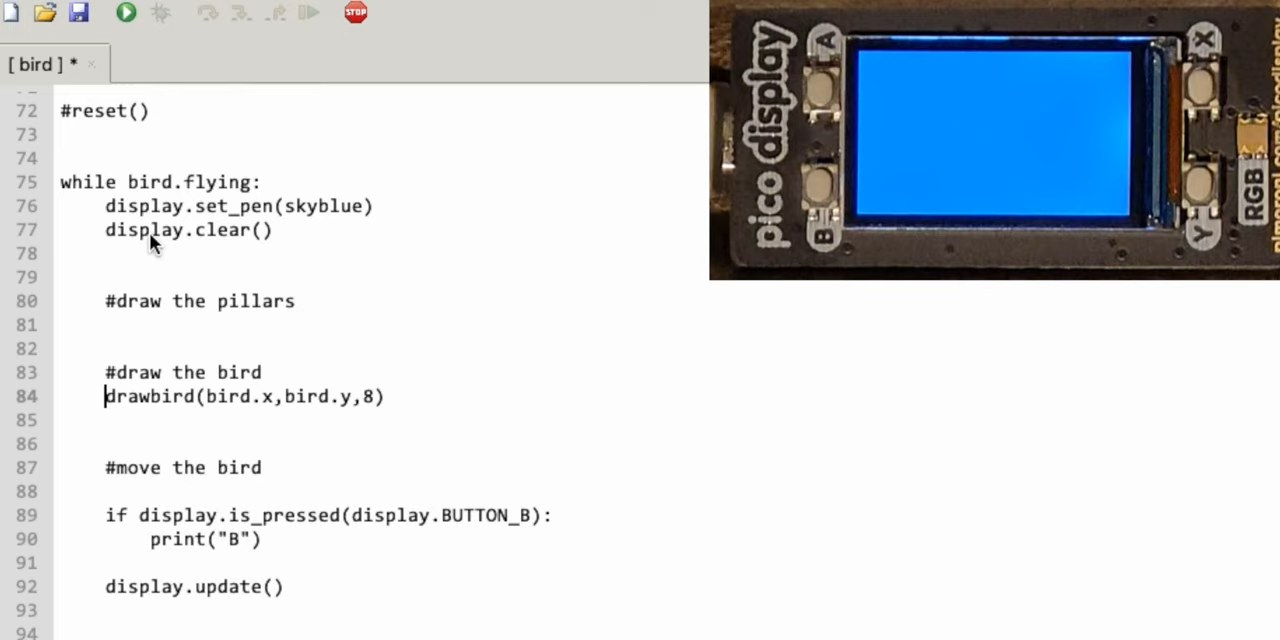 STOP
[ bird ] * ×
72 #reset()
73
74
75 while bird.flying:
76 display.set_pen(skyblue)
77 display.clear()
78
79
80 #draw the pillars
81
82
83 #draw the bird
84 drawbird(bird.x,bird.y,8)
85
86
87 #move the bird
88
89 if display.is_pressed(display.BUTTON_B):
90 print("B")
91
92 display.update()
93
94
pico display
A
B
X
Y
RGB